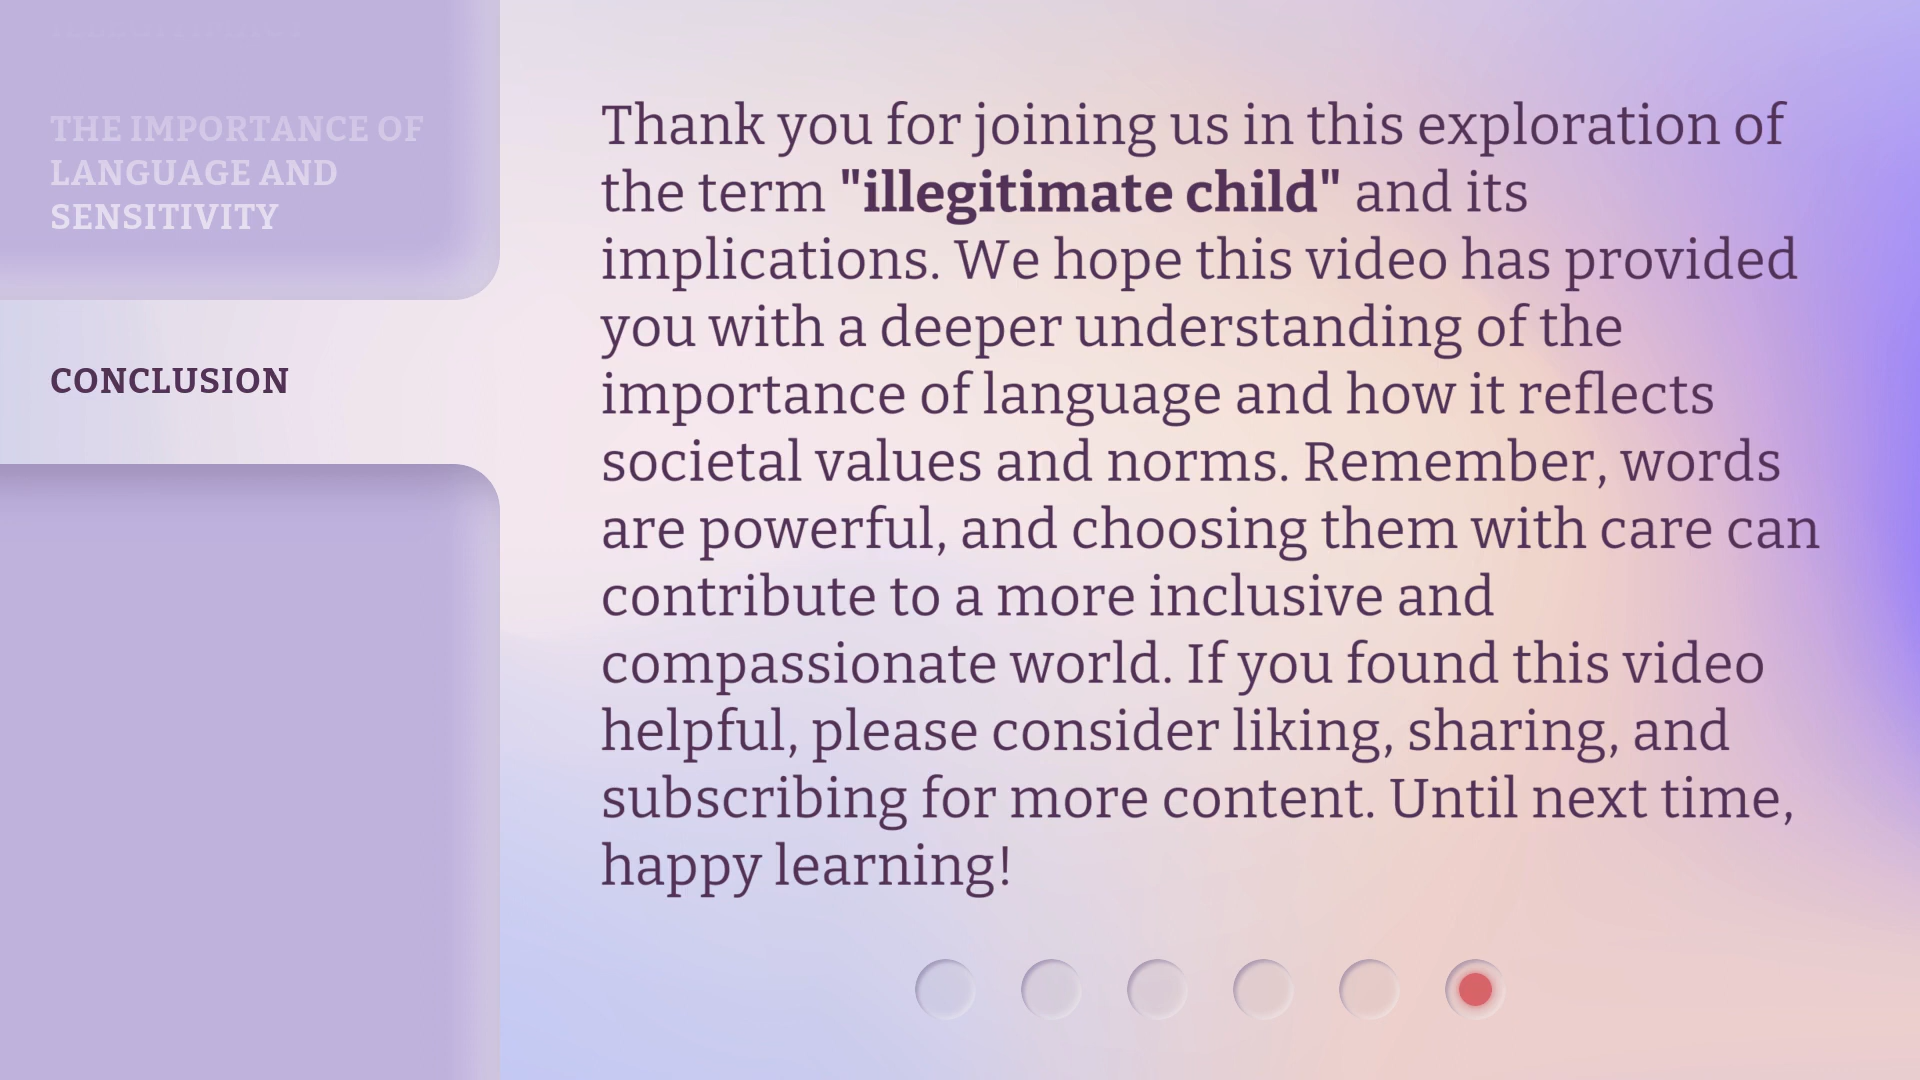 THE IMPORTANCE OF
LANGUAGE AND
SENSITIVITY
CONCLUSION
Thank you for joining us in this exploration of
the term "illegitimate child" and its
implications. We hope this video has provided
you with a deeper understanding of the
importance of language and how it reflects
societal values and norms. Remember, words
are powerful, and choosing them with care can
contribute to a more inclusive and
compassionate world. If you found this video
helpful, please consider liking, sharing, and
subscribing for more content. Until next time,
happy learning!